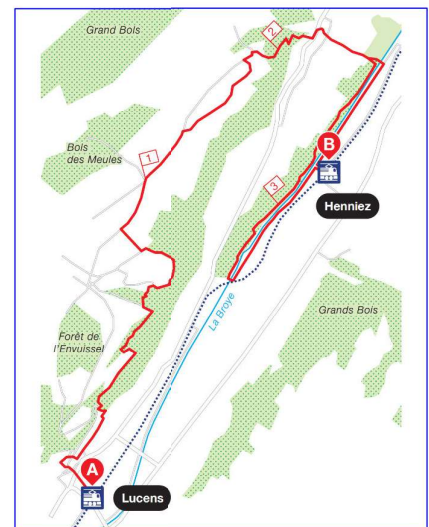 Grand Bois
2
Bois
des Meules
1
B
3
Henniez
Grands Bois
La Broye
Forêt de
l'Envuissel
A
Lucens